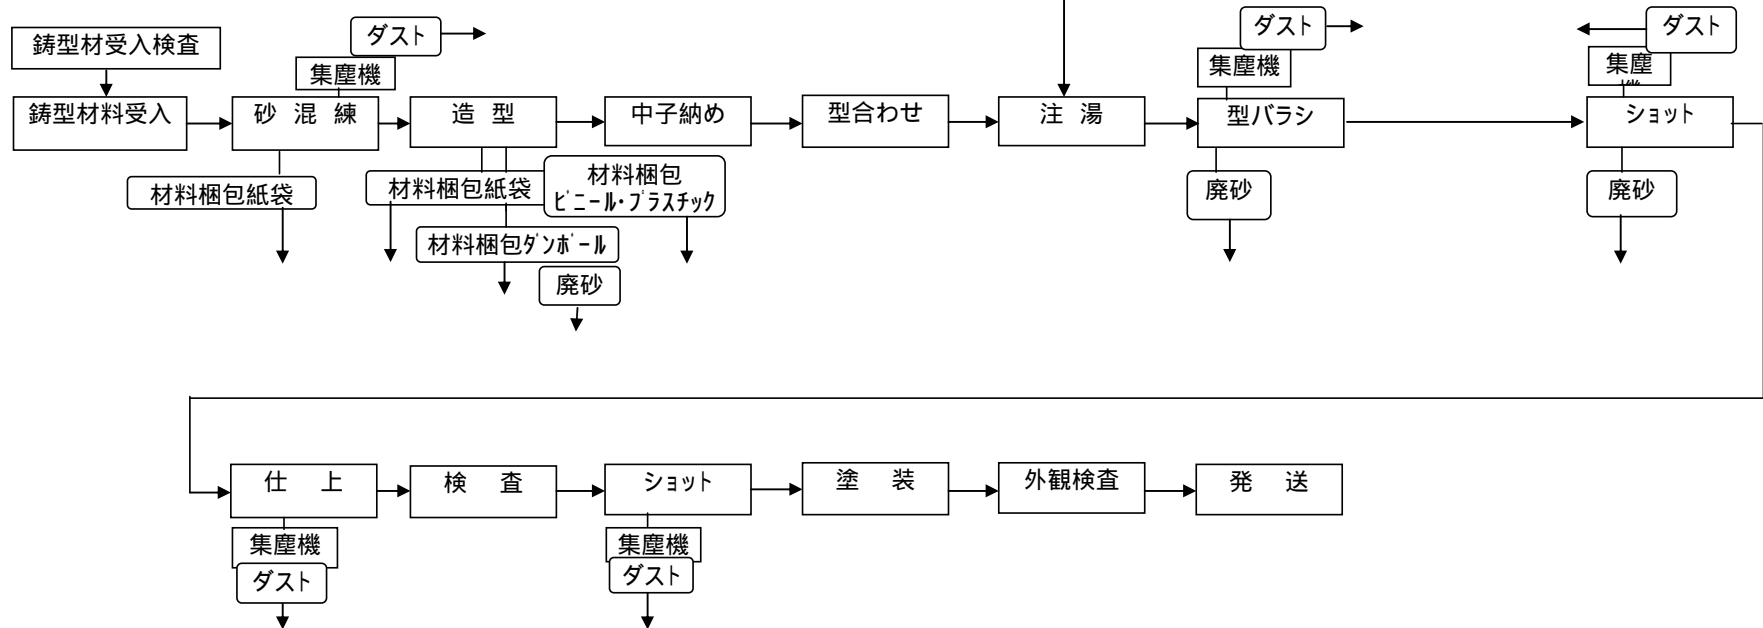 鋳型材受入検査
ダスト
集塵機
ダスト
集塵機
ダスト
集塵
鋳型材料受入
砂 混 練
造 型
中子納め
型合わせ
注 湯
型バラシ
ショット
材料梱包紙袋
材料梱包紙袋
材料梱包
ﾋﾞﾆｰﾙ・ﾌﾟﾗｽﾁｯｸ
材料梱包ﾀﾞﾝﾎﾞｰﾙ
廃砂
廃砂
廃砂
仕 上
検 査
ショット
塗 装
外観検査
発 送
集塵機
ダスト
集塵機
ダスト